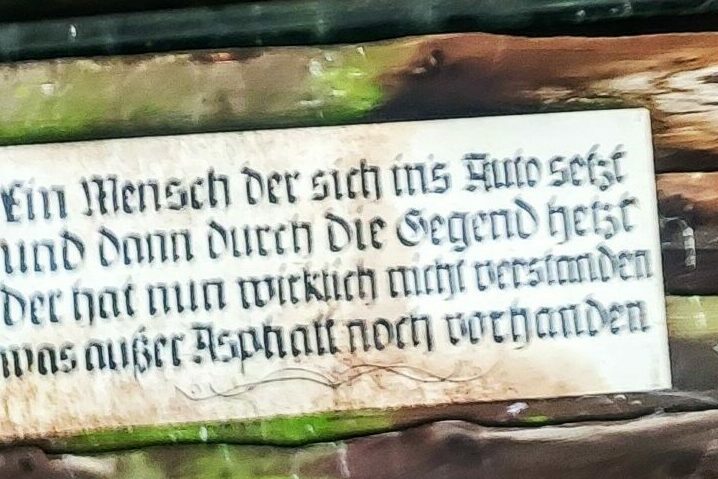 Ein Mensch der sich in's Auto setzt
und dann durch die Gegend hetzt
der hat nun wirklich nicht verstanden
was außer Asphalt noch vorhanden